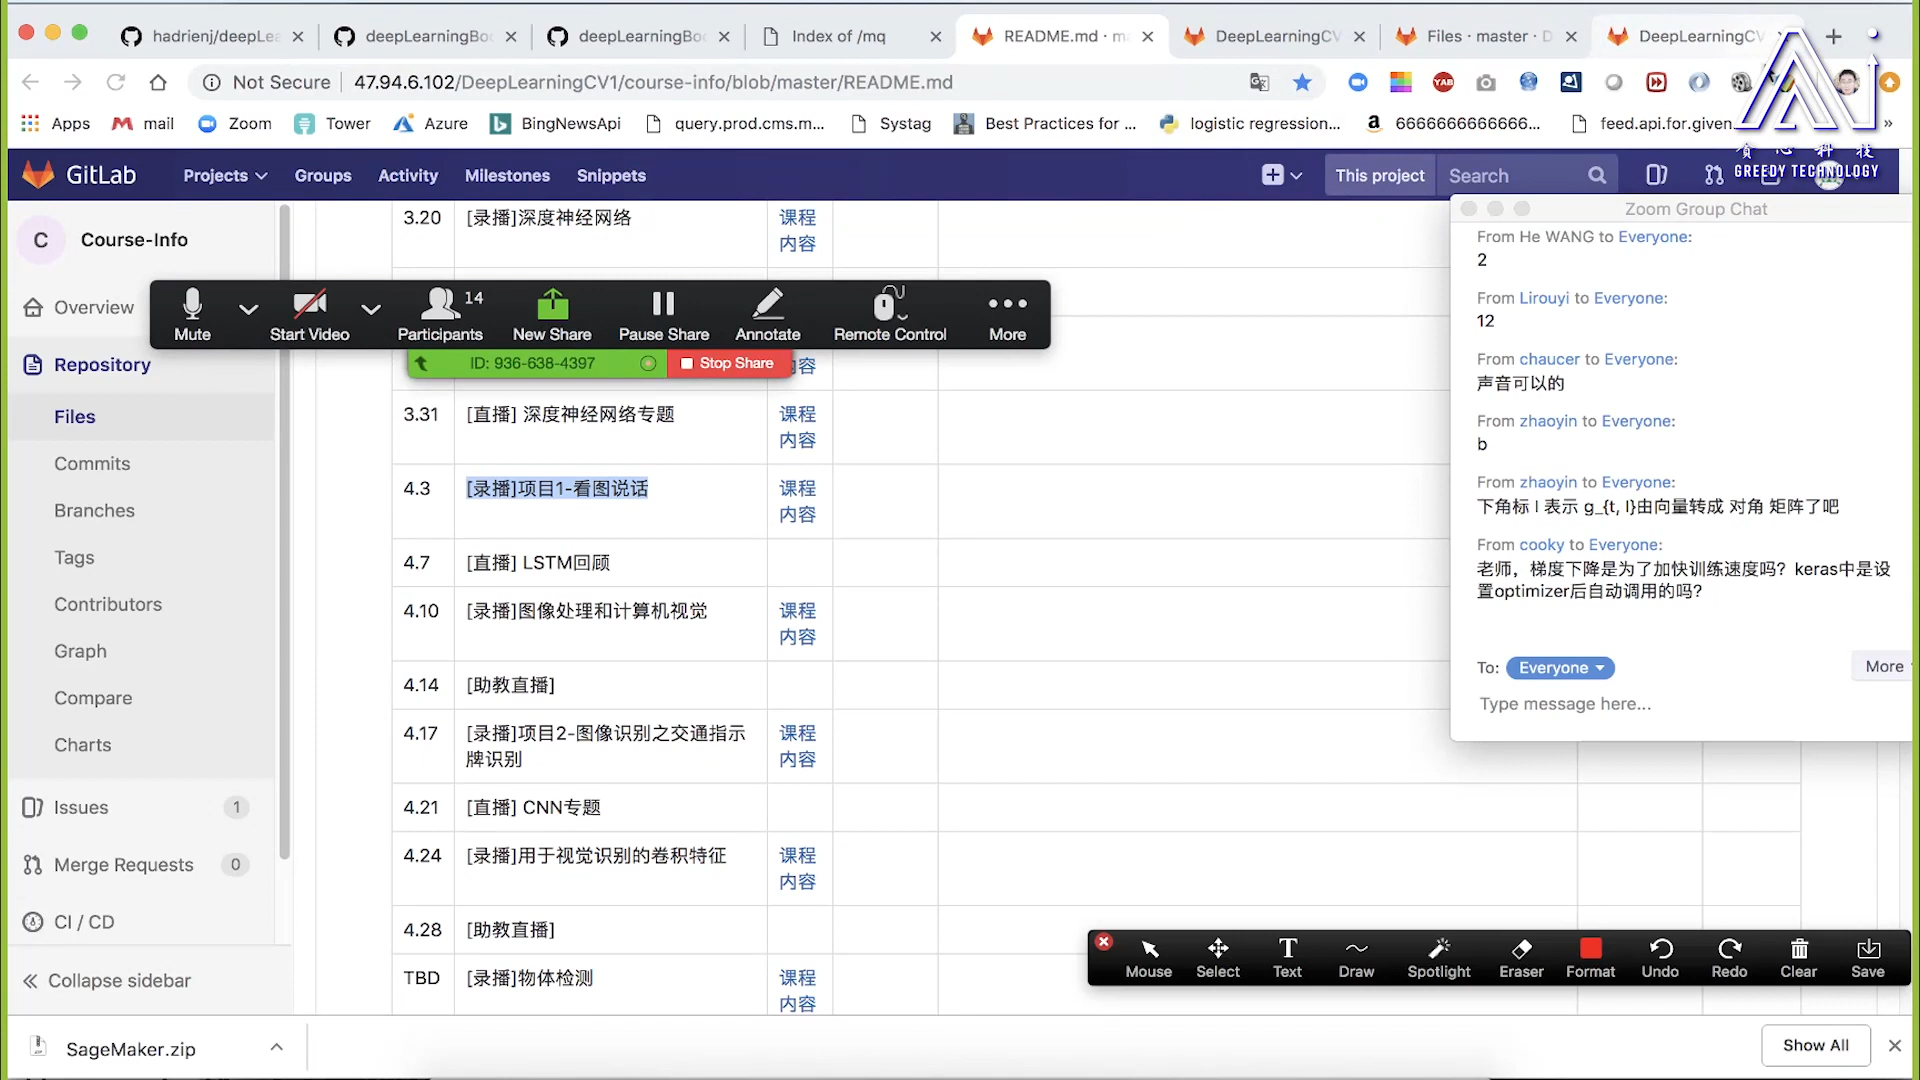 hadrienj/deepLea
deepLearningBoo
deepLearningBoo
Index of /mq
README.md · ma
DeepLearningCV
Files · master · D
DeepLearningCV
Not Secure
47.94.6.102/DeepLearningCV1/course-info/blob/master/README.md
YAB
Apps
mail
Zoom
Tower
Azure
BingNewsApi
query.prod.cms.m...
Systag
Best Practices for ...
logistic regression...
6666666666666...
feed.api.for.given
»
贪心科技
GREEDY TECHNOLOGY
GitLab
Projects
Groups
Activity
Milestones
Snippets
This project
Search
C
Course-Info
Overview
Repository
Files
Commits
Branches
Tags
Contributors
Graph
Compare
Charts
Issues
1
Merge Requests
0
CI / CD
« Collapse sidebar
3.20
[录播]深度神经网络
课程
内容
Mute
Start Video
14
Participants
New Share
Pause Share
Annotate
Remote Control
More
ID: 936-638-4397
Stop Share
容
3.31
[直播] 深度神经网络专题
课程
内容
4.3
[录播]项目1-看图说话
课程
内容
4.7
[直播] LSTM回顾
4.10
[录播]图像处理和计算机视觉
课程
内容
4.14
[助教直播]
4.17
[录播]项目2-图像识别之交通指示
牌识别
课程
内容
4.21
[直播] CNN专题
4.24
[录播]用于视觉识别的卷积特征
课程
内容
4.28
[助教直播]
TBD
[录播]物体检测
课程
内容
Zoom Group Chat
From He WANG to Everyone:
2
From Lirouyi to Everyone:
12
From chaucer to Everyone:
声音可以的
From zhaoyin to Everyone:
b
From zhaoyin to Everyone:
下角标 l 表示 g_{t, l}由向量转成 对角 矩阵了吧
From cooky to Everyone:
老师，梯度下降是为了加快训练速度吗？keras中是设
置optimizer后自动调用的吗？
To: Everyone
More
Type message here...
Mouse
Select
Text
Draw
Spotlight
Eraser
Format
Undo
Redo
Clear
Save
SageMaker.zip
Show All